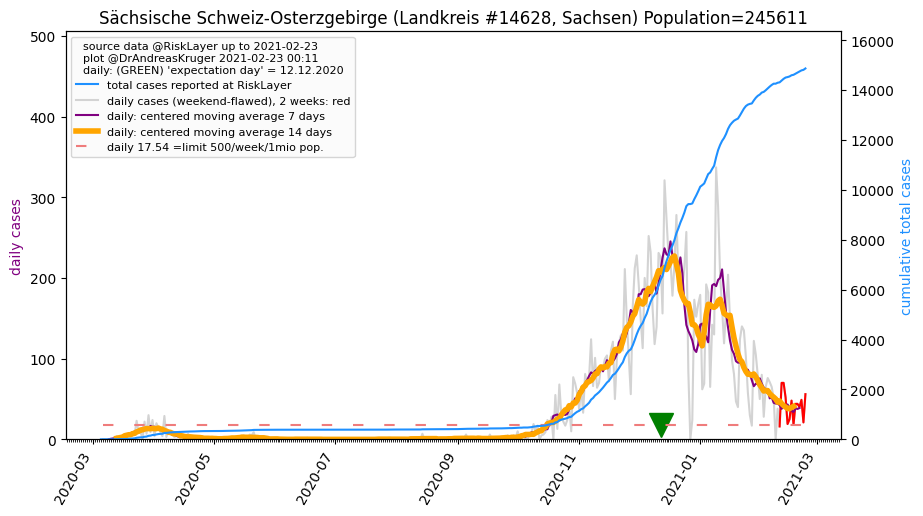 Sächsische Schweiz-Osterzgebirge (Landkreis #14628, Sachsen) Population=245611
source data @RiskLayer up to 2021-02-23
plot @DrAndreasKruger 2021-02-23 00:11
daily: (GREEN) 'expectation day' = 12.12.2020
total cases reported at RiskLayer
daily cases (weekend-flawed), 2 weeks: red
daily: centered moving average 7 days
daily: centered moving average 14 days
daily 17.54 =limit 500/week/1mio pop.
daily cases
500
400
300
200
100
0
cumulative total cases
16000
14000
12000
10000
8000
6000
4000
2000
0
2020-03
2020-05
2020-07
2020-09
2020-11
2021-01
2021-03